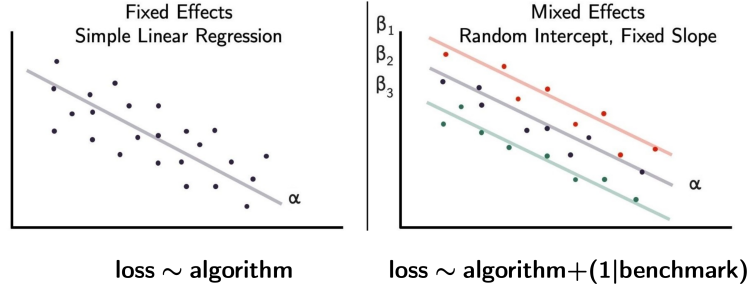 Fixed Effects
Simple Linear Regression
α
loss ∼ algorithm
Mixed Effects
Random Intercept, Fixed Slope
β₁
β₂
β₃
α
loss ∼ algorithm+(1|benchmark)